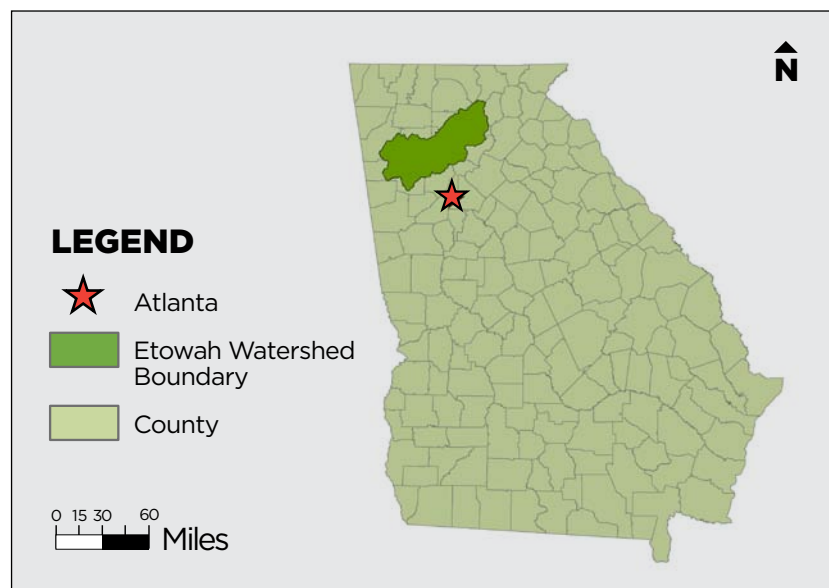 N
LEGEND
Atlanta
Etowah Watershed
Boundary
County
0 15 30 60
Miles